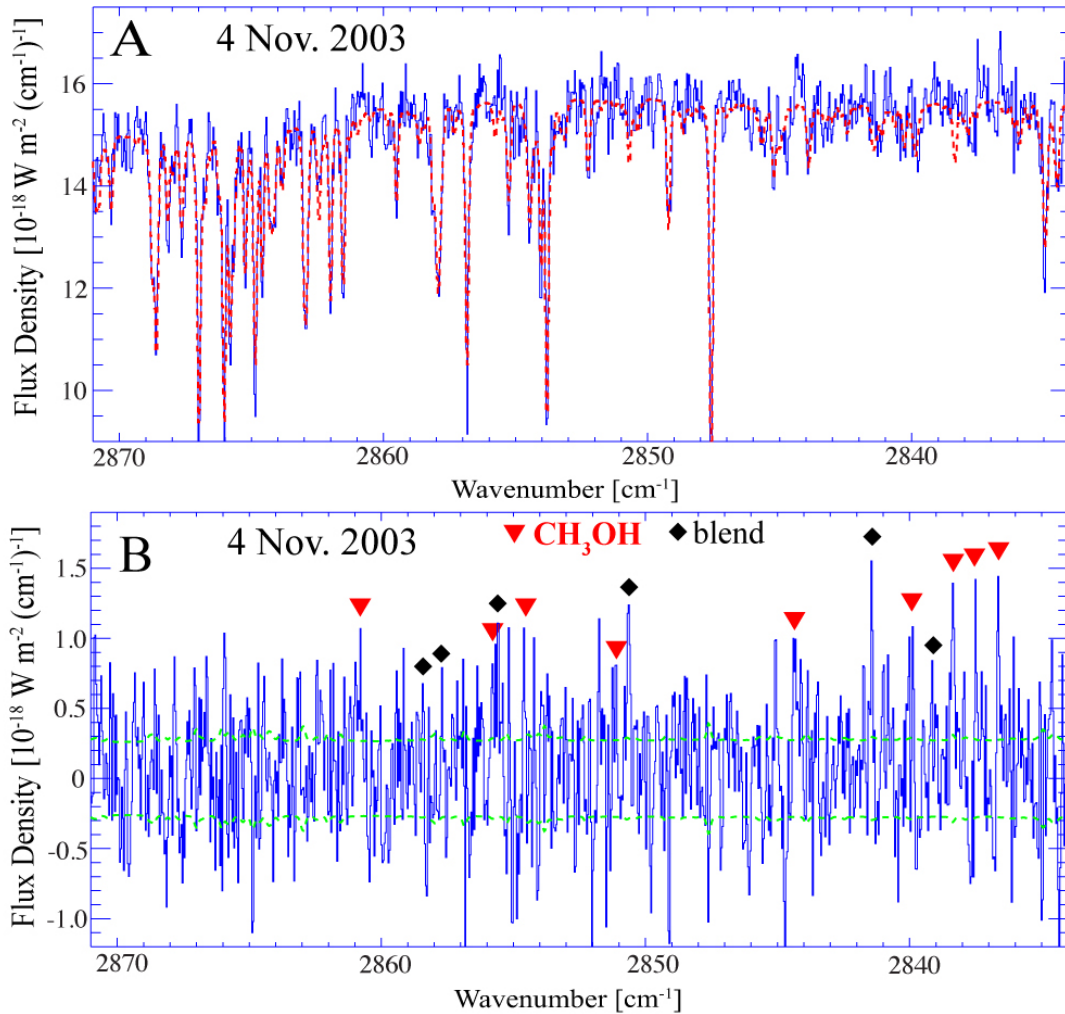 A
4 Nov. 2003
Flux Density [10⁻¹⁸ W m⁻² (cm⁻¹)⁻¹]
16
14
12
10
2870
2860
2850
2840
Wavenumber [cm⁻¹]
B
4 Nov. 2003
CH₃OH
blend
Flux Density [10⁻¹⁸ W m⁻² (cm⁻¹)⁻¹]
1.5
1.0
0.5
0
-0.5
-1.0
2870
2860
2850
2840
Wavenumber [cm⁻¹]